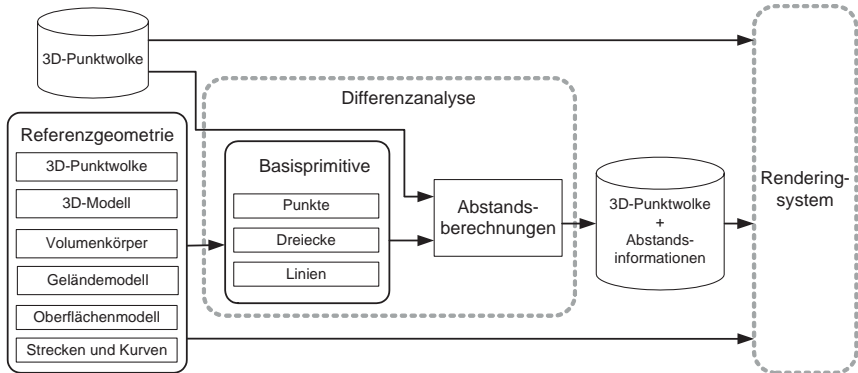 3D-Punktwolke
Differenzanalyse
Referenzgeometrie
3D-Punktwolke
3D-Modell
Volumenkörper
Geländemodell
Oberflächenmodell
Strecken und Kurven
Basisprimitive
Punkte
Dreiecke
Linien
Abstands-
berechnungen
3D-Punktwolke
+
Abstands-
informationen
Rendering-
system